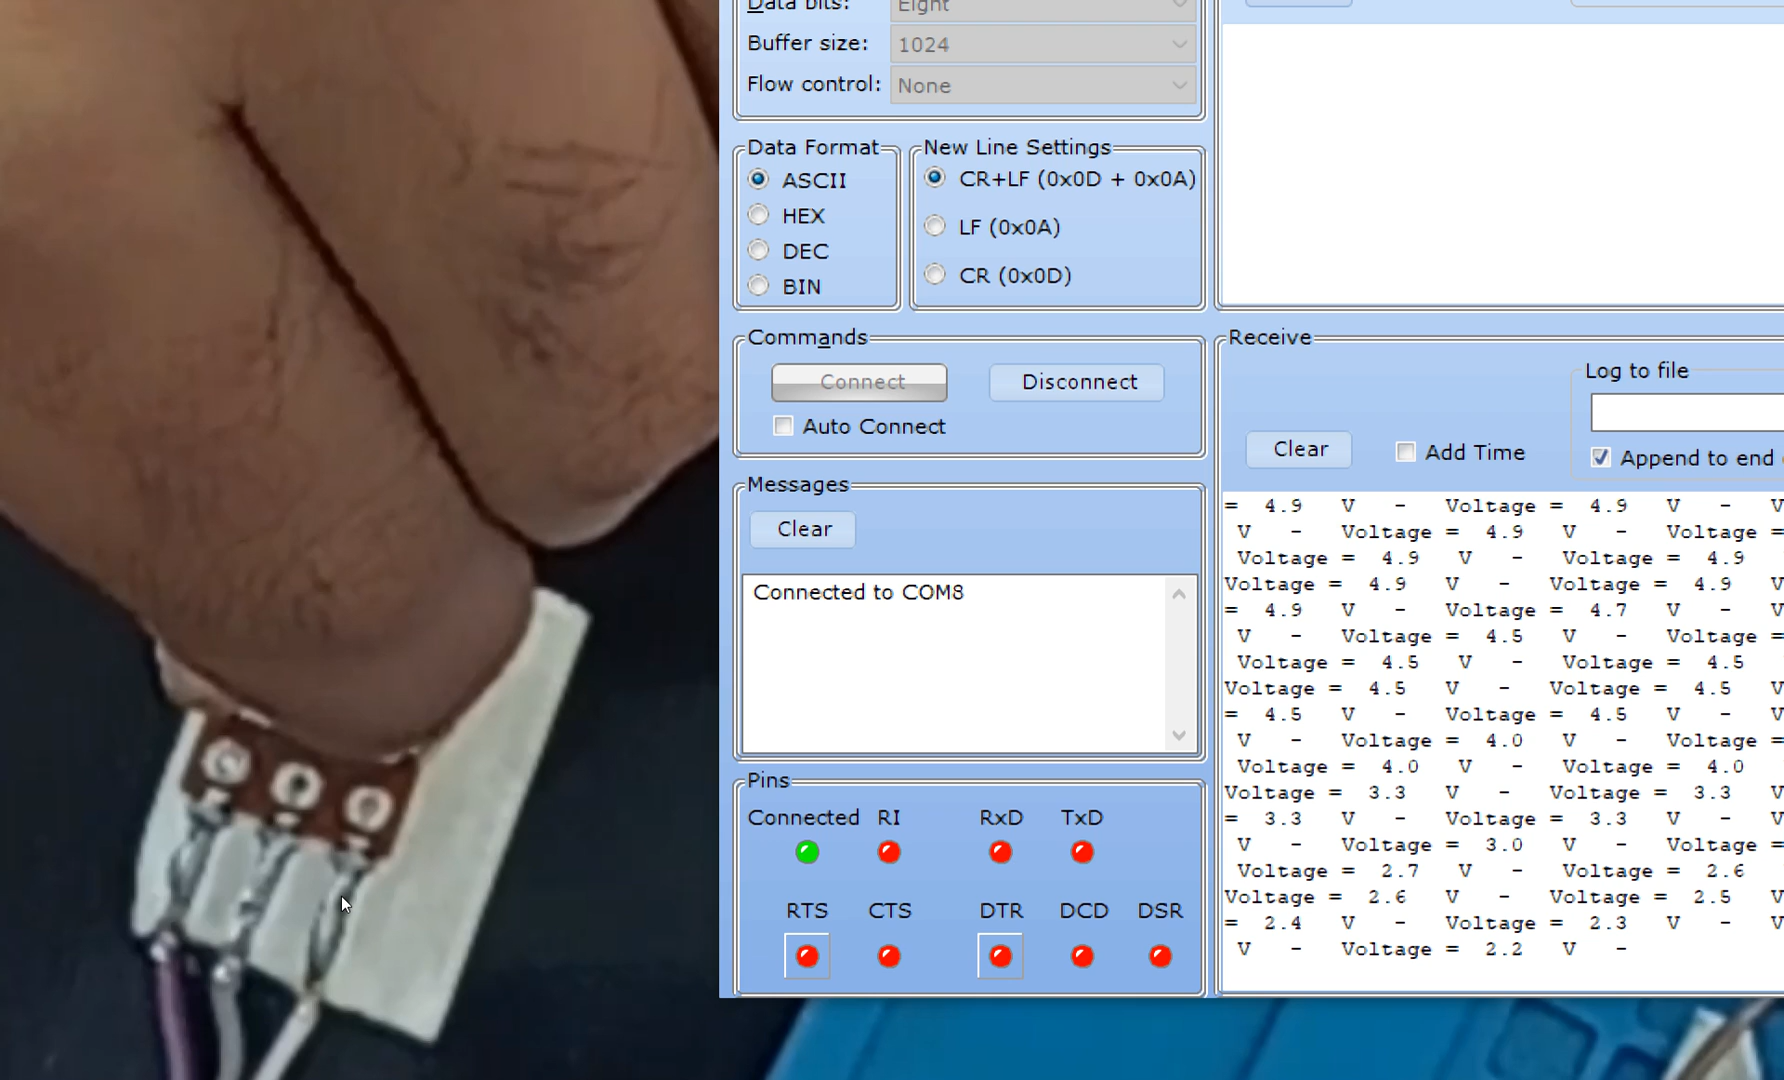 Data bits: Eight
Buffer size: 1024
Flow control: None
Data Format
ASCII
HEX
DEC
BIN
New Line Settings
CR+LF (0x0D + 0x0A)
LF (0x0A)
CR (0x0D)
Commands
Connect Disconnect
Auto Connect
Messages
Clear
Connected to COM8
Pins
Connected RI RxD TxD
RTS CTS DTR DCD DSR
Receive
Log to file
Clear Add Time Append to end
= 4.9 V - Voltage = 4.9 V - V
V - Voltage = 4.9 V - Voltage =
Voltage = 4.9 V - Voltage = 4.9
Voltage = 4.9 V - Voltage = 4.9 V
= 4.9 V - Voltage = 4.7 V - V
V - Voltage = 4.5 V - Voltage =
Voltage = 4.5 V - Voltage = 4.5
Voltage = 4.5 V - Voltage = 4.5 V
= 4.5 V - Voltage = 4.5 V - V
V - Voltage = 4.0 V - Voltage =
Voltage = 4.0 V - Voltage = 4.0
Voltage = 3.3 V - Voltage = 3.3 V
= 3.3 V - Voltage = 3.3 V - V
V - Voltage = 3.0 V - Voltage =
Voltage = 2.7 V - Voltage = 2.6
Voltage = 2.6 V - Voltage = 2.5 V
= 2.4 V - Voltage = 2.3 V - V
V - Voltage = 2.2 V -